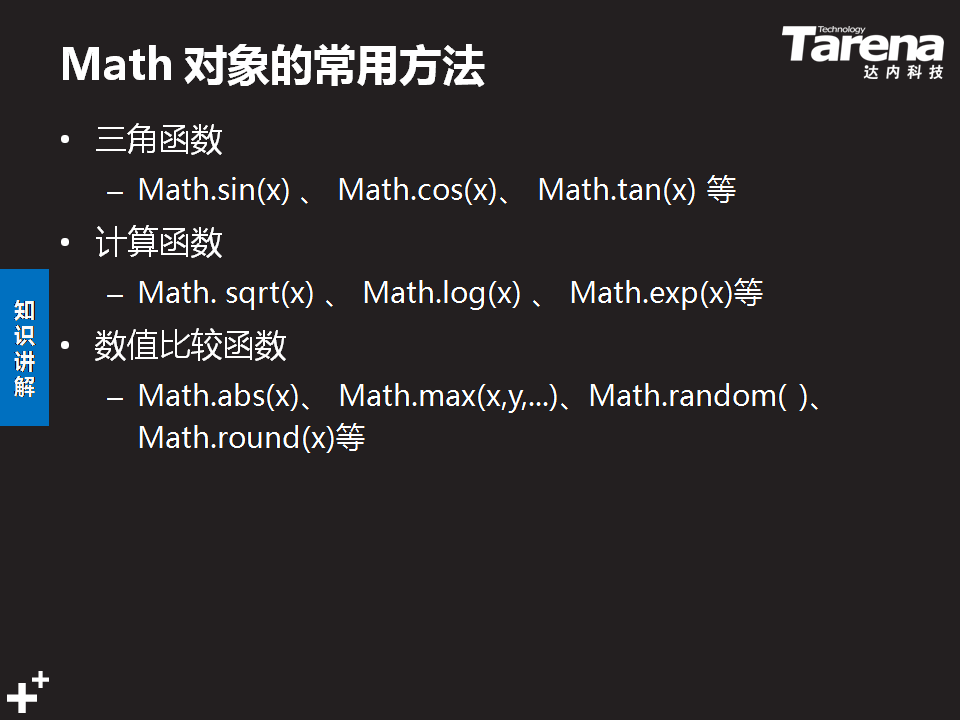 Math 对象的常用方法
Technology
Tarena
达内科技
• 三角函数
– Math.sin(x) 、 Math.cos(x)、 Math.tan(x) 等
• 计算函数
– Math. sqrt(x) 、 Math.log(x) 、 Math.exp(x)等
知识讲解
• 数值比较函数
– Math.abs(x)、 Math.max(x,y,...)、Math.random( )、
Math.round(x)等